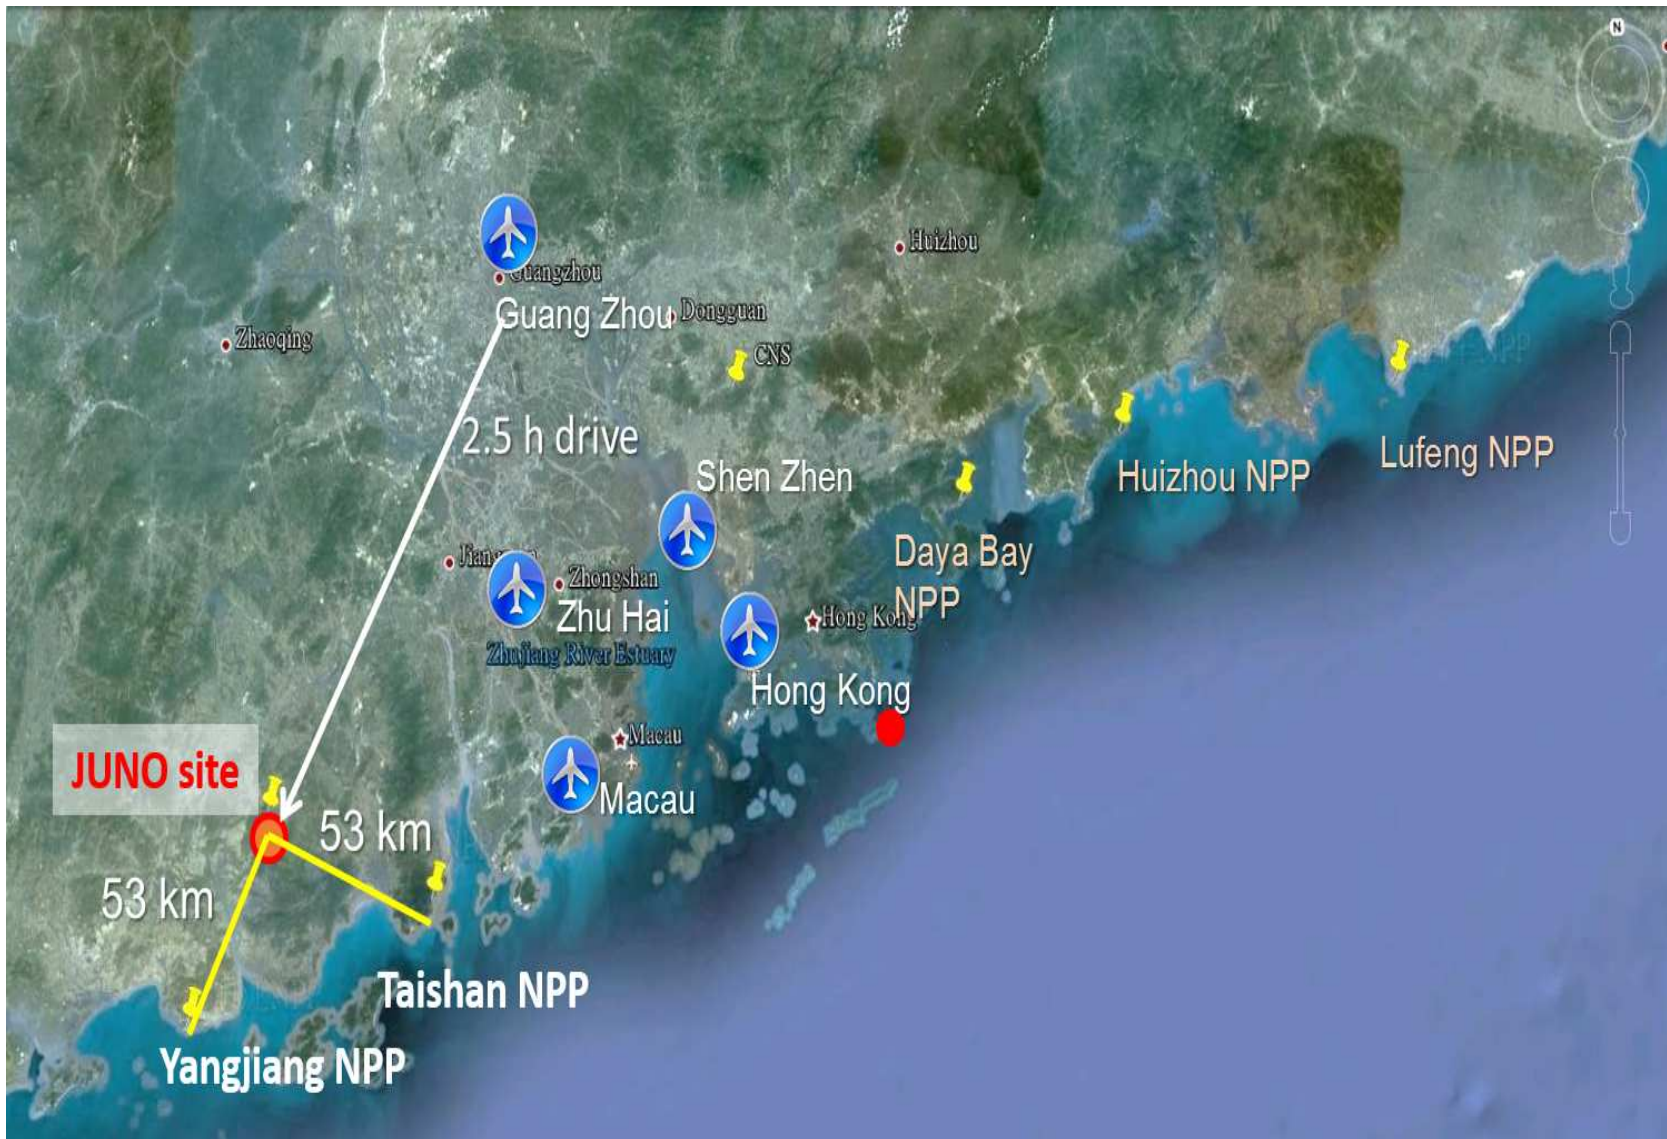 N
Huizhou
Guangzhou
Guang Zhou
Dongguan
Zhaoqing
CNS
2.5 h drive
Shen Zhen
Lufeng NPP
Huizhou NPP
Daya Bay
NPP
Zhongshan
Zhu Hai
Hong Kong
Zhujiang River Estuary
Hong Kong
Macau
JUNO site
Macau
53 km
53 km
Taishan NPP
Yangjiang NPP